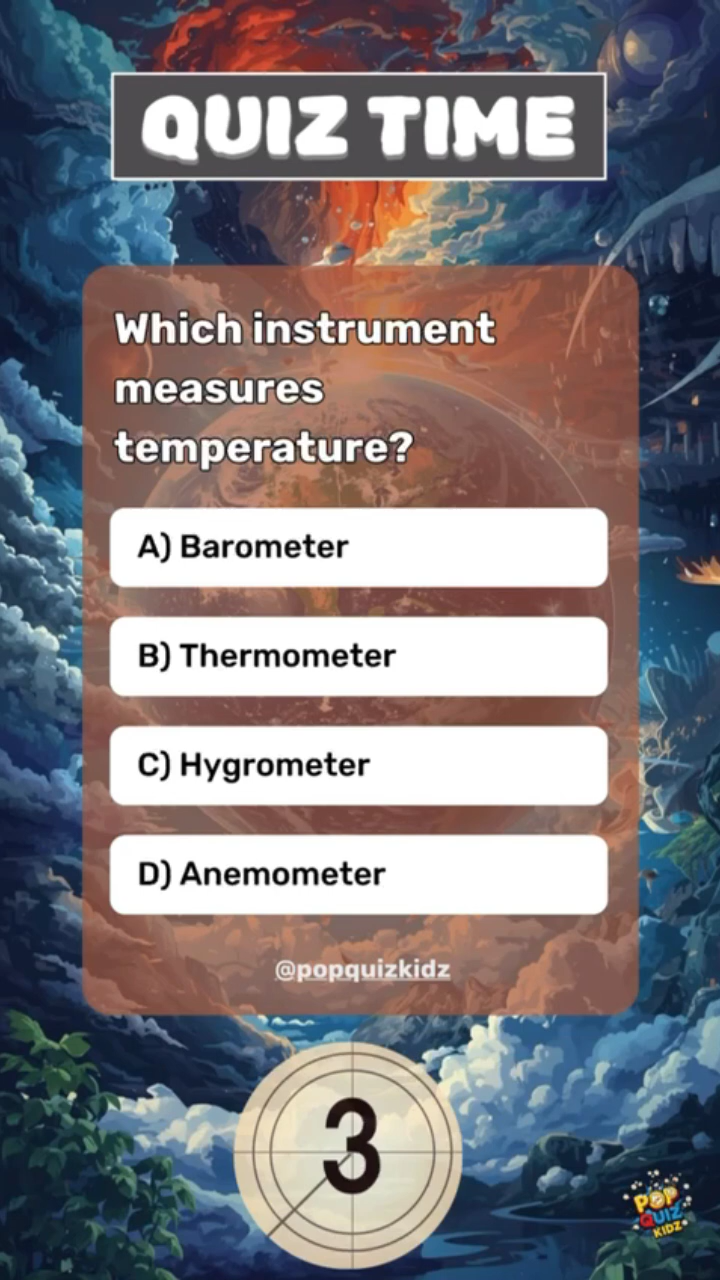 QUIZ TIME
Which instrument
measures
temperature?
A) Barometer
B) Thermometer
C) Hygrometer
D) Anemometer
@popquizkidz
3
POP
QUIZ
KIDZ